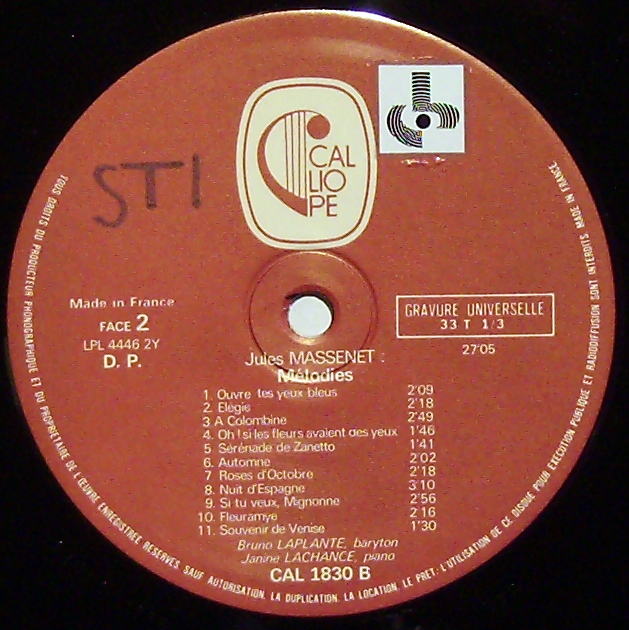 CAL
LIO
PE
STI
Made in France
FACE 2
LPL 4446 2Y
D. P.
GRAVURE UNIVERSELLE
33 T 1/3
27'05
Jules MASSENET :
Mélodies
1. Ouvre tes yeux bleus 2'09
2. Elégie 2'18
3 A Colombine 2'49
4. Oh ! si les fleurs avaient des yeux 1'46
5 Sérénade de Zanetto 1'41
6. Automne 2'02
7 Roses d'Octobre 2'18
8. Nuit d'Espagne 3'10
9. Si tu veux, Mignonne 2'56
10. Fleuramye 2'16
11. Souvenir de Venise 1'30
Bruno LAPLANTE, baryton
Janine LACHANCE, piano
CAL 1830 B
TOUS DROITS DU PRODUCTEUR PHONOGRAPHIQUE ET DU PROPRIETAIRE DE L'ŒUVRE ENREGISTREE RESERVES. SAUF AUTORISATION, LA DUPLICATION, LA LOCATION, LE PRET, L'UTILISATION DE CE DISQUE POUR EXECUTION PUBLIQUE ET RADIODIFFUSION SONT INTERDITS MADE IN FRANCE.